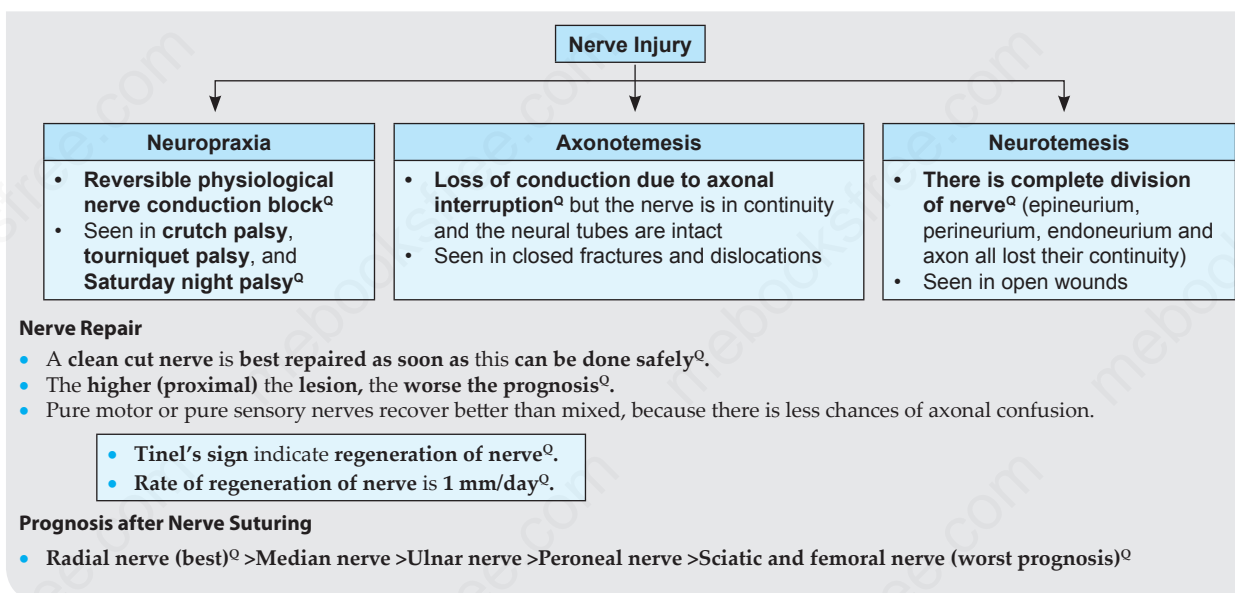 Nerve Injury
Neuropraxia
• Reversible physiological
nerve conduction blockQ
• Seen in crutch palsy,
tourniquet palsy, and
Saturday night palsyQ
Axonotemesis
• Loss of conduction due to axonal
interruptionQ but the nerve is in continuity
and the neural tubes are intact
• Seen in closed fractures and dislocations
Neurotemesis
• There is complete division
of nerveQ (epineurium,
perineurium, endoneurium and
axon all lost their continuity)
• Seen in open wounds
Nerve Repair
• A clean cut nerve is best repaired as soon as this can be done safelyQ.
• The higher (proximal) the lesion, the worse the prognosisQ.
• Pure motor or pure sensory nerves recover better than mixed, because there is less chances of axonal confusion.
• Tinel's sign indicate regeneration of nerveQ.
• Rate of regeneration of nerve is 1 mm/dayQ.
Prognosis after Nerve Suturing
• Radial nerve (best)Q >Median nerve >Ulnar nerve >Peroneal nerve >Sciatic and femoral nerve (worst prognosis)Q